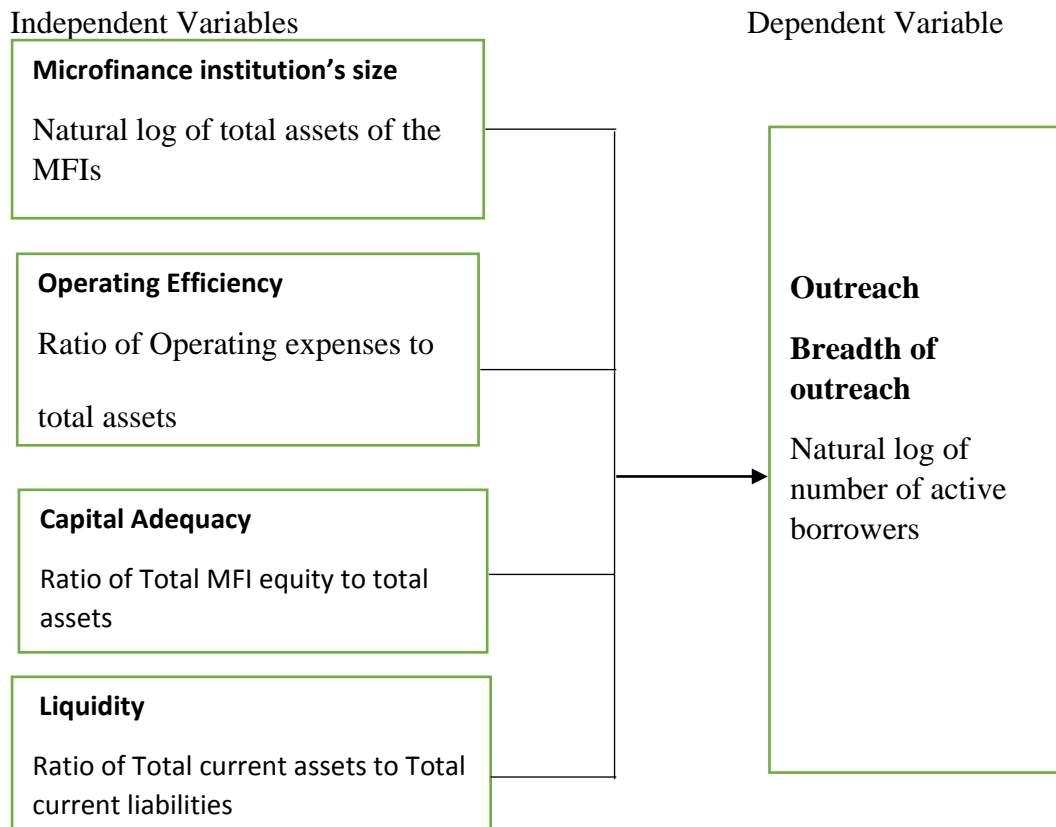 Independent Variables
Dependent Variable
Microfinance institution's size
Natural log of total assets of the
MFIs
Operating Efficiency
Ratio of Operating expenses to
total assets
Capital Adequacy
Ratio of Total MFI equity to total
assets
Liquidity
Ratio of Total current assets to Total
current liabilities
Outreach
Breadth of
outreach
Natural log of
number of active
borrowers